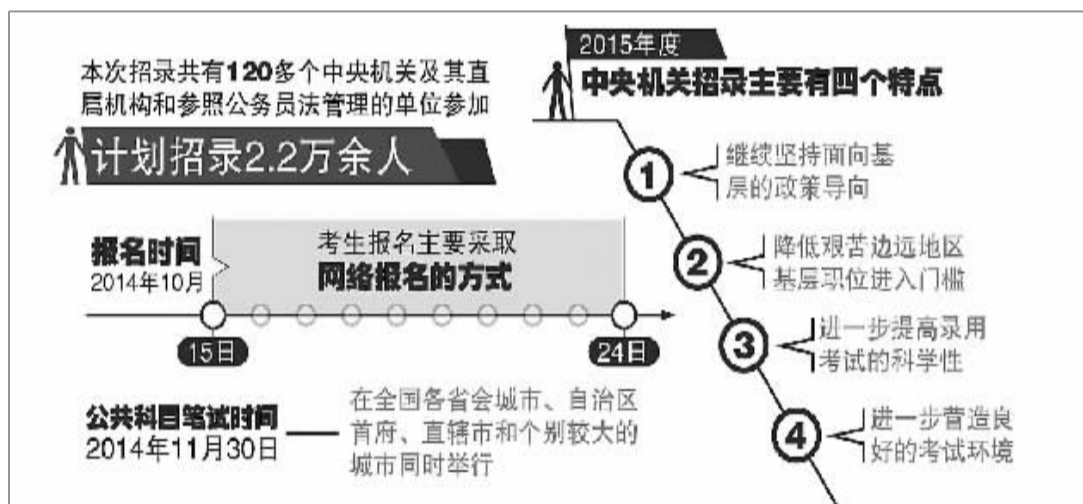 本次招录共有120多个中央机关及其直
属机构和参照公务员法管理的单位参加
计划招录2.2万余人
报名时间
2014年10月
考生报名主要采取
网络报名的方式
15日
24日
公共科目笔试时间
2014年11月30日
在全国各省会城市、自治区
首府、直辖市和个别较大的
城市同时举行
2015年度
中央机关招录主要有四个特点
1
继续坚持面向基
层的政策导向
2
降低艰苦边远地区
基层职位进入门槛
3
进一步提高录用
考试的科学性
4
进一步营造良
好的考试环境